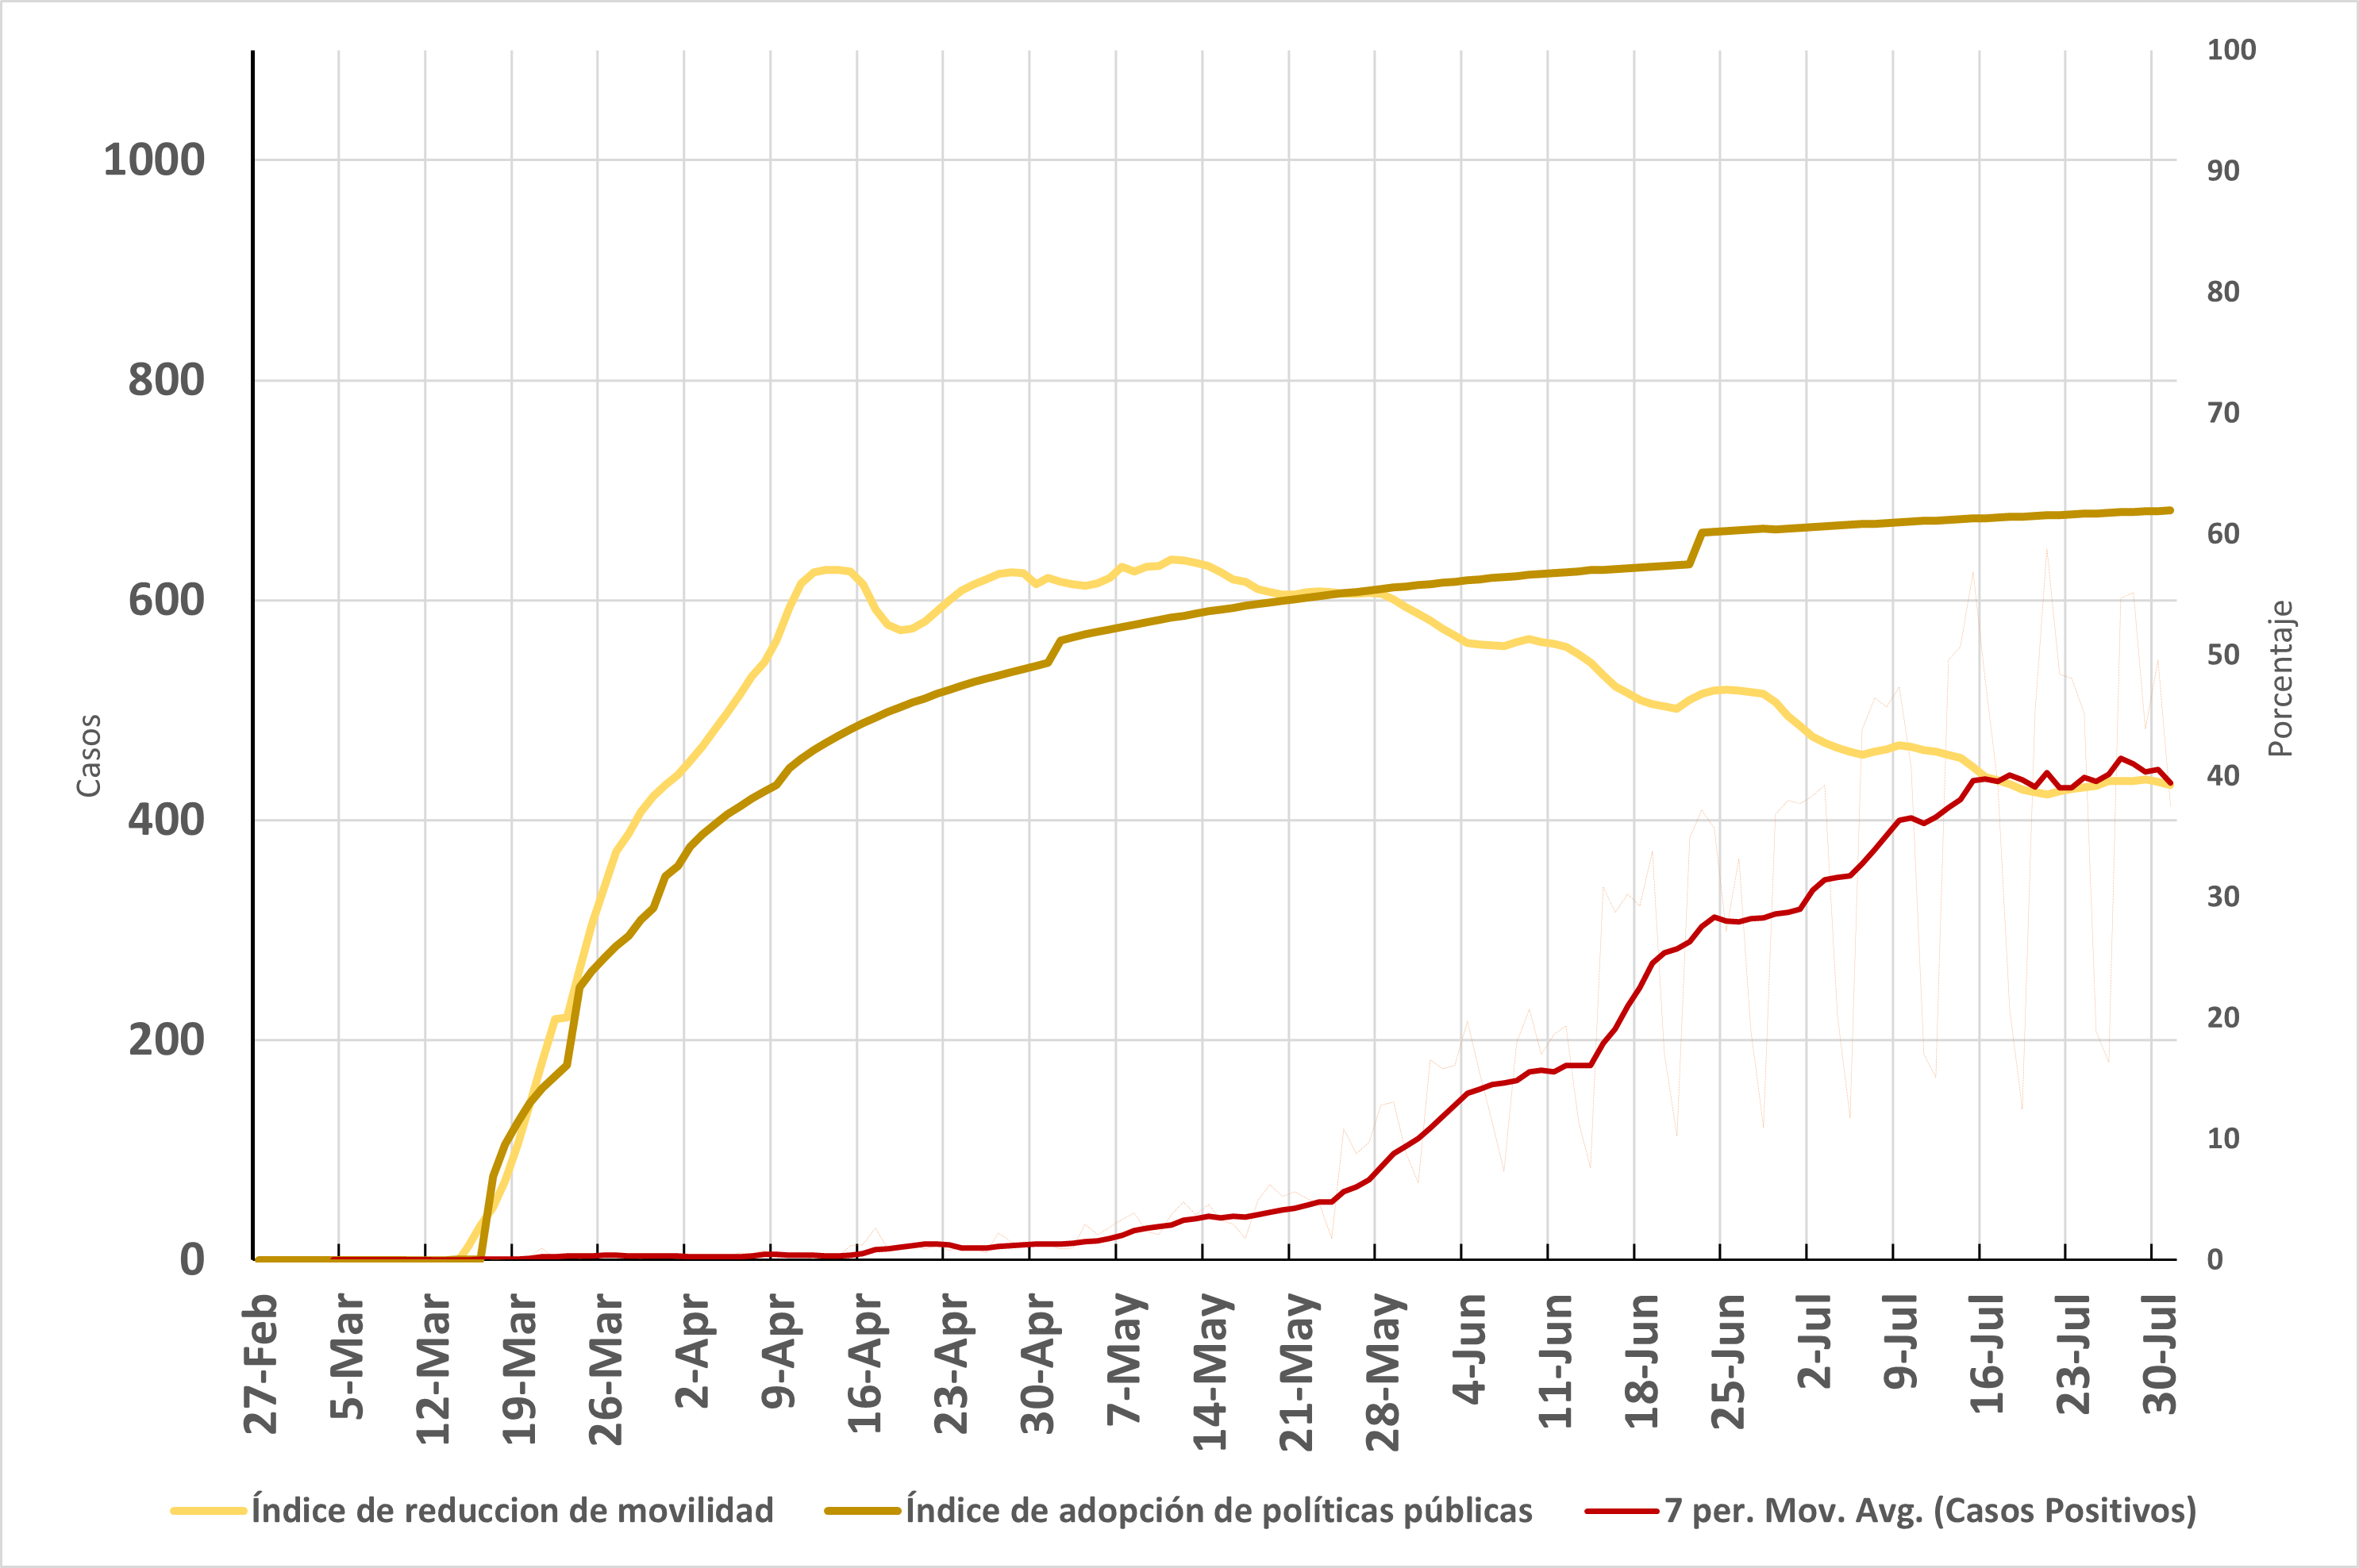 1000
800
600
400
200
0
Casos
100
90
80
70
60
50
40
30
20
10
0
Porcentaje
27-Feb
5-Mar
12-Mar
19-Mar
26-Mar
2-Apr
9-Apr
16-Apr
23-Apr
30-Apr
7-May
14-May
21-May
28-May
4-Jun
11-Jun
18-Jun
25-Jun
2-Jul
9-Jul
16-Jul
23-Jul
30-Jul
Índice de reduccion de movilidad
Índice de adopción de políticas públicas
7 per. Mov. Avg. (Casos Positivos)